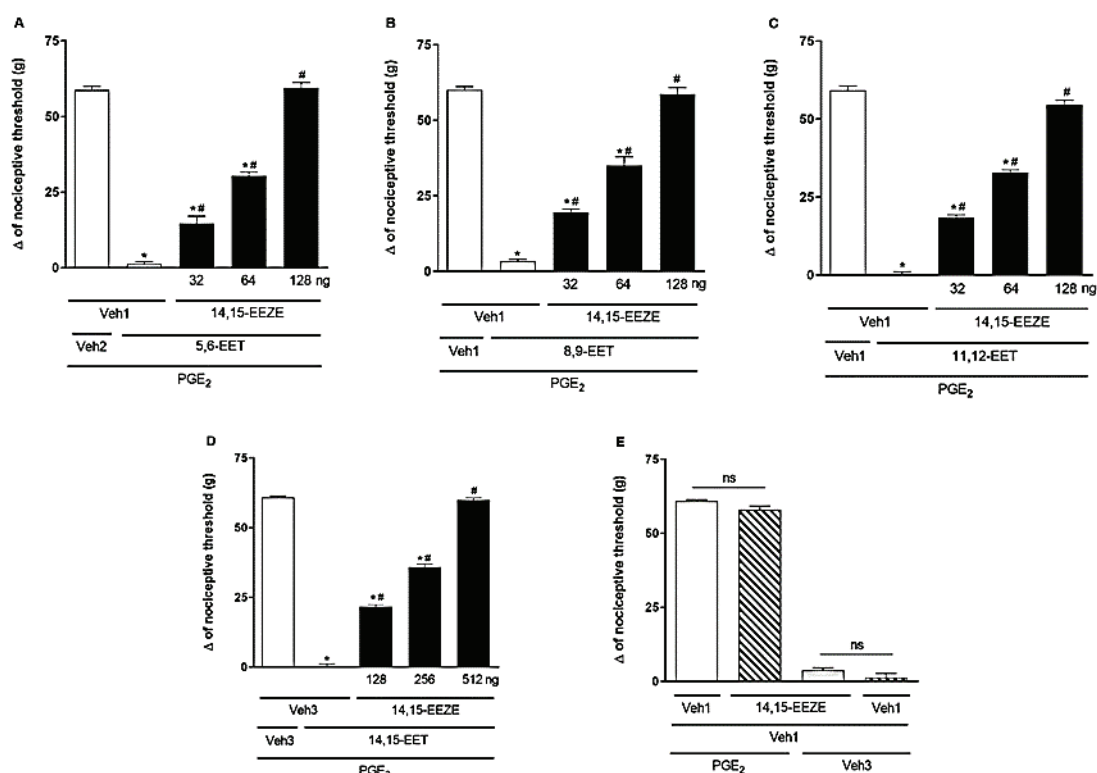 A
Δ of nociceptive threshold (g)
75
50
25
0
*
*#
*#
#
32 64 128 ng
Veh1 14,15-EEZE
Veh2 5,6-EET
PGE2
B
Δ of nociceptive threshold (g)
75
50
25
0
*
*#
*#
#
32 64 128 ng
Veh1 14,15-EEZE
Veh1 8,9-EET
PGE2
C
Δ of nociceptive threshold (g)
75
50
25
0
*
*#
*#
#
32 64 128 ng
Veh1 14,15-EEZE
Veh1 11,12-EET
PGE2
D
Δ of nociceptive threshold (g)
75
50
25
0
*
*#
*#
#
128 256 512 ng
Veh3 14,15-EEZE
Veh3 14,15-EET
PGE2
E
Δ of nociceptive threshold (g)
75
50
25
0
ns
ns
Veh1 14,15-EEZE Veh1
Veh1
PGE2 Veh3